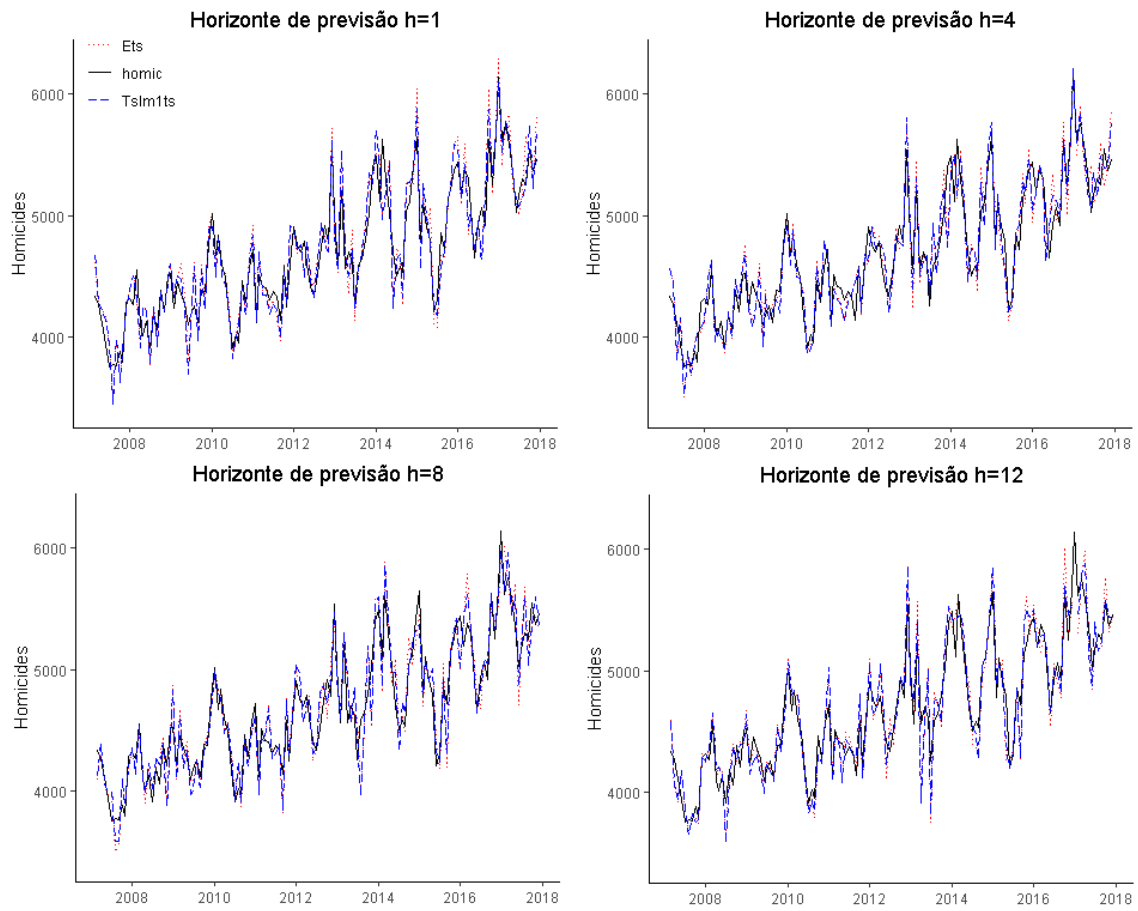 Horizonte de previsão h=1
Ets
homic
Tslm1ts
Homicides
6000
5000
4000
2008 2010 2012 2014 2016 2018
Horizonte de previsão h=4
Homicides
6000
5000
4000
2008 2010 2012 2014 2016 2018
Horizonte de previsão h=8
Homicides
6000
5000
4000
2008 2010 2012 2014 2016 2018
Horizonte de previsão h=12
Homicides
6000
5000
4000
2008 2010 2012 2014 2016 2018